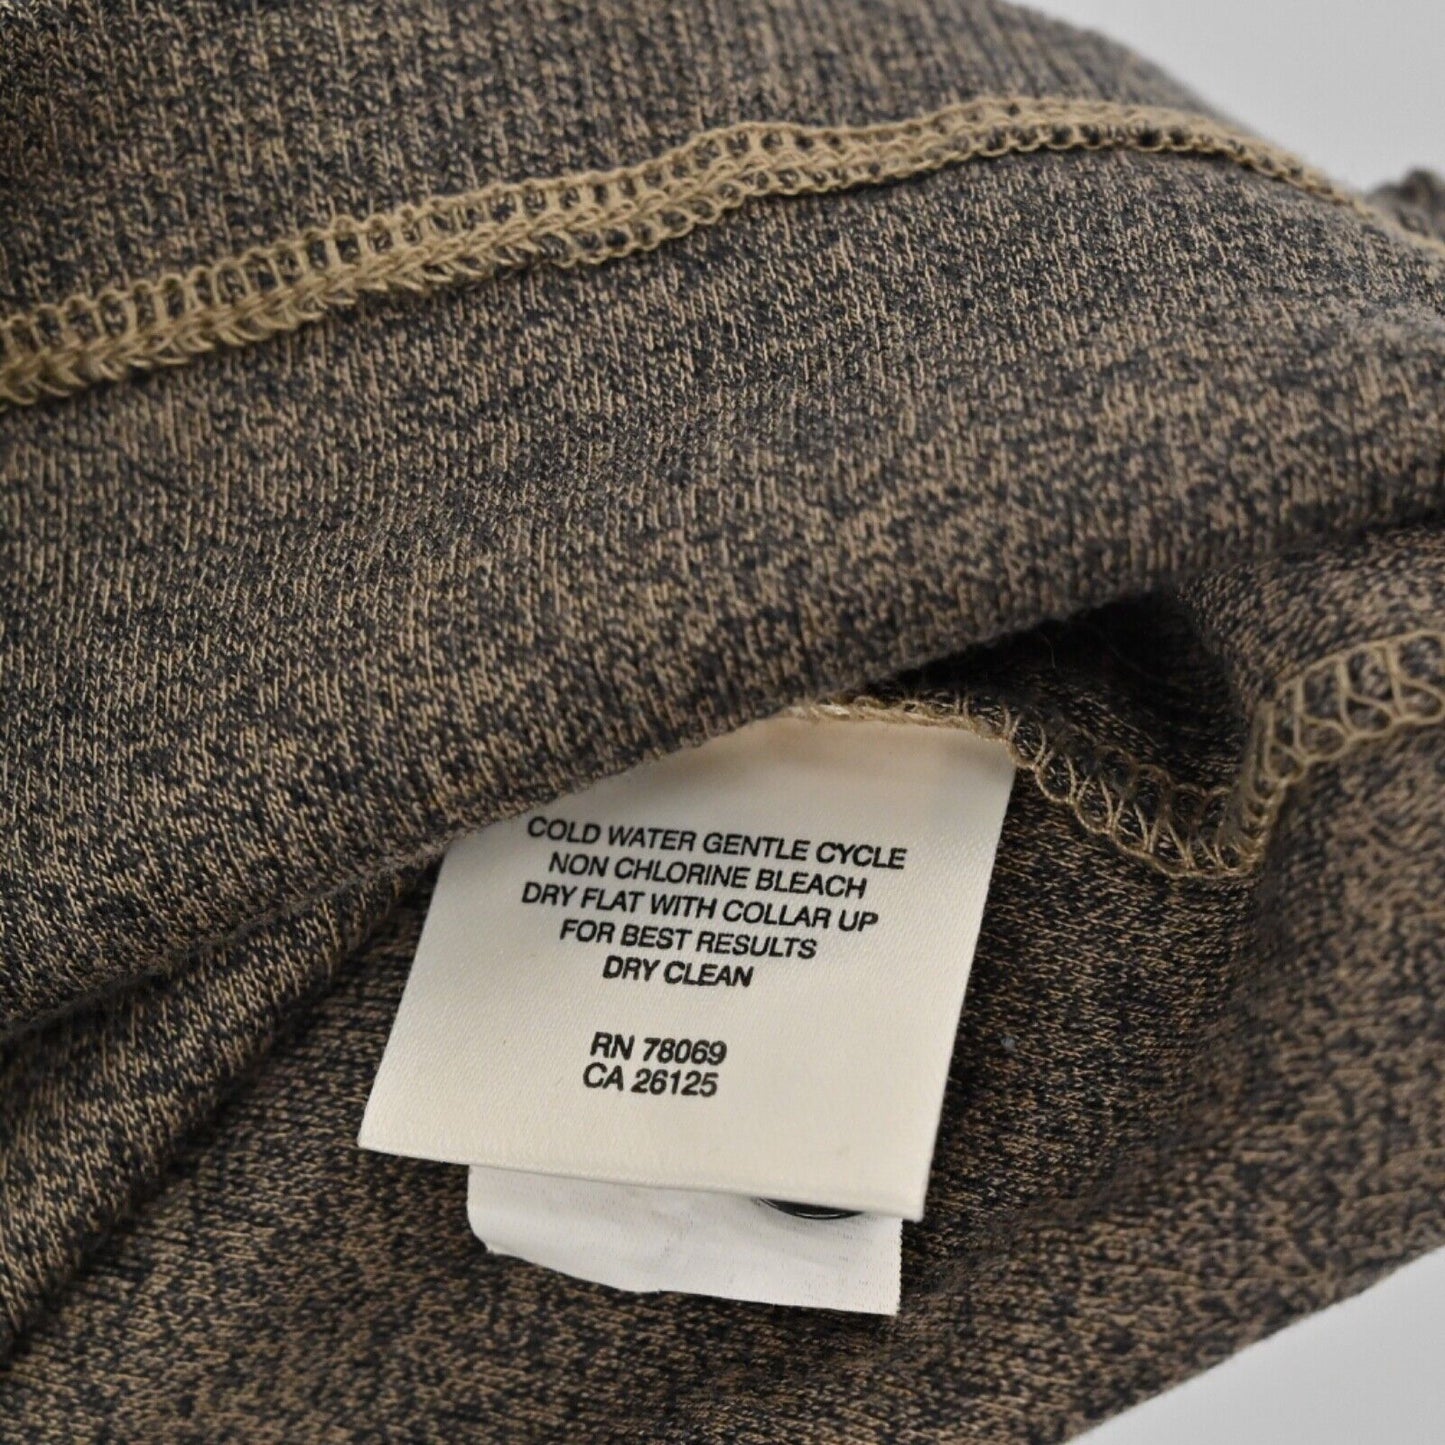 COLD WATER GENTLE CYCLE
NON CHLORINE BLEACH
DRY FLAT WITH COLLAR UP
FOR BEST RESULTS
DRY CLEAN
RN 78069
CA 26125